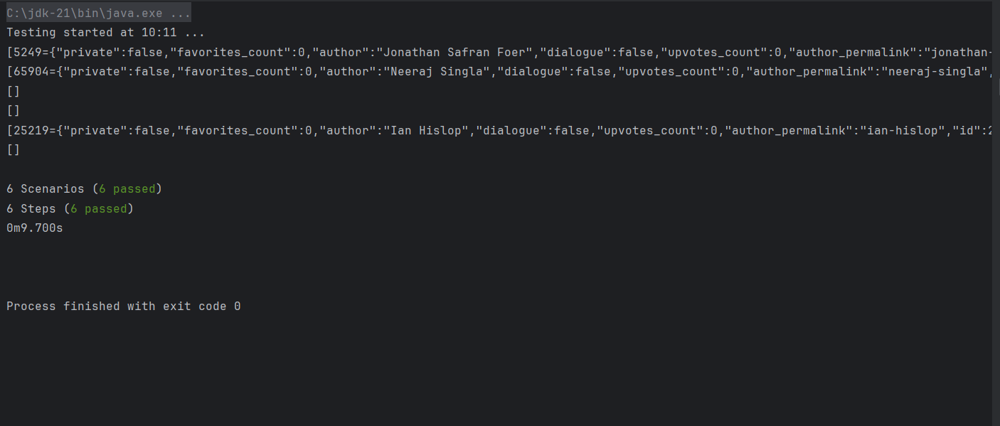 C:\jdk-21\bin\java.exe ...
Testing started at 10:11 ...
[5249={"private":false,"favorites_count":0,"author":"Jonathan Safran Foer","dialogue":false,"upvotes_count":0,"author_permalink":"jonathan-
[65904={"private":false,"favorites_count":0,"author":"Neeraj Singla","dialogue":false,"upvotes_count":0,"author_permalink":"neeraj-singla",
[]
[]
[25219={"private":false,"favorites_count":0,"author":"Ian Hislop","dialogue":false,"upvotes_count":0,"author_permalink":"ian-hislop","id":2
[]
6 Scenarios (6 passed)
6 Steps (6 passed)
0m9.700s
Process finished with exit code 0